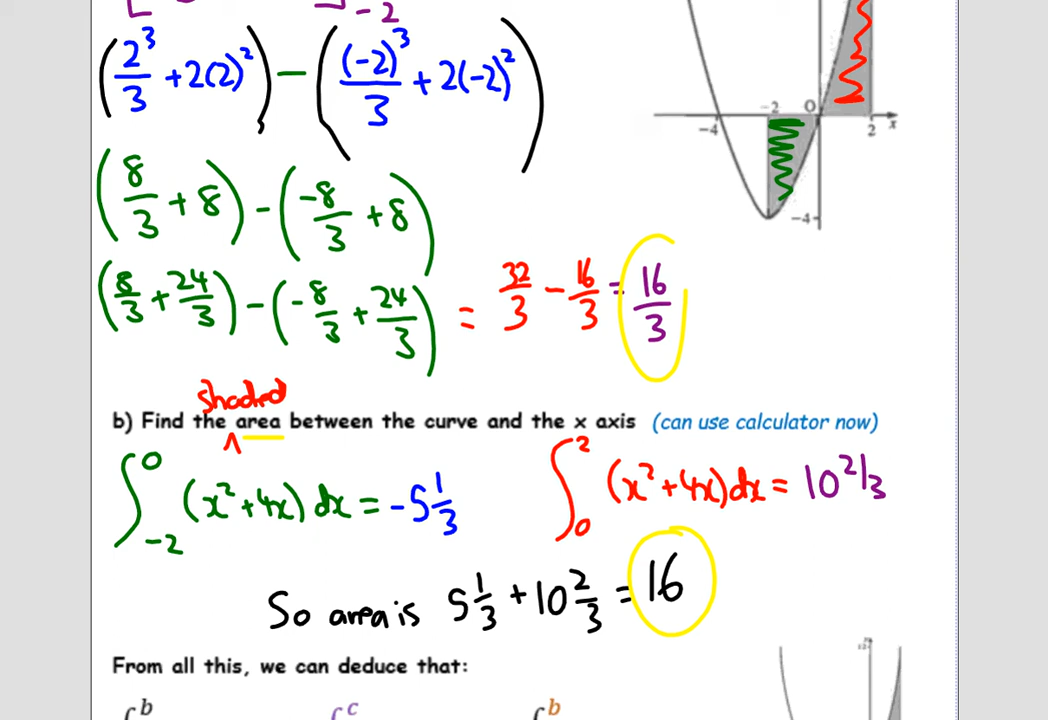 -2
(2³/3 + 2(2)²) - ((-2)³/3 + 2(-2)²)
-4 -2 0 2 x
-4
(8/3 + 8) - (-8/3 + 8)
(8/3 + 24/3) - (-8/3 + 24/3) = 32/3 - 16/3 = 16/3
shaded
b) Find the ^ area between the curve and the x axis (can use calculator now)
∫₋₂⁰ (x² + 4x) dx = -5 1/3
∫₀² (x² + 4x) dx = 10 2/3
So area is 5 1/3 + 10 2/3 = 16
From all this, we can deduce that:
∫ b ∫ c ∫ b